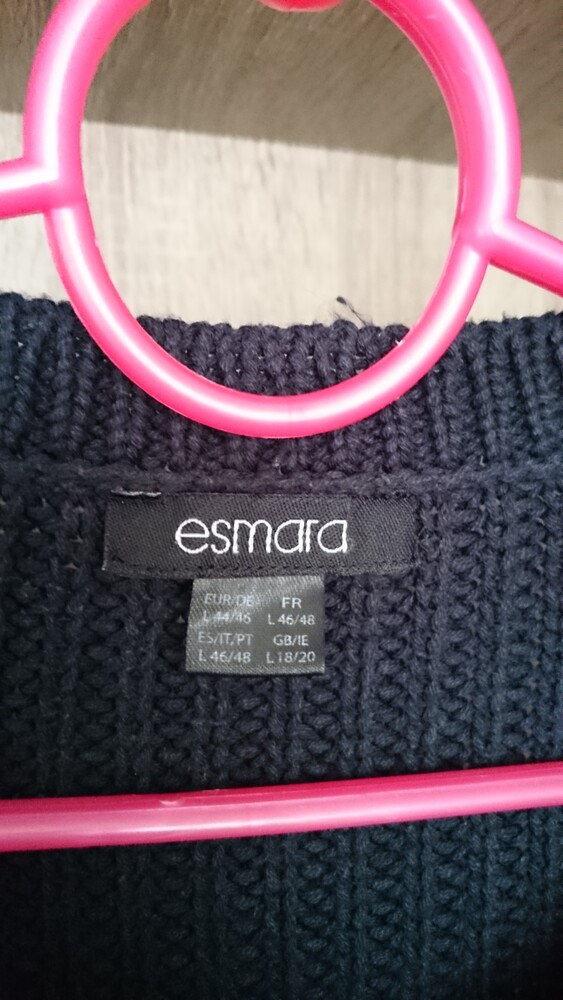 esmara
EUR/DE FR
L 44/46 L 46/48
ES/IT/PT GB/IE
L 46/48 L 18/20